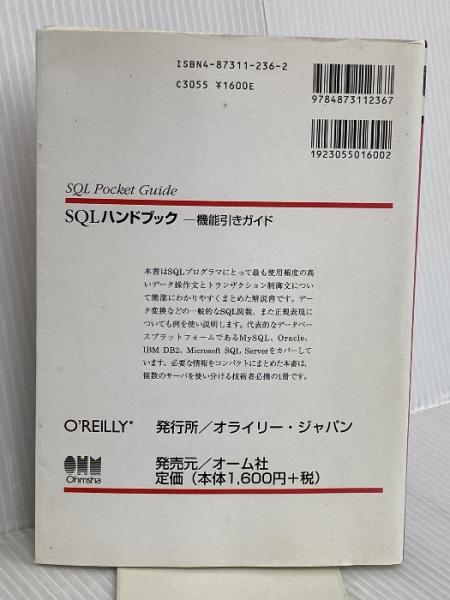 ISBN4-87311-236-2
C3055 ¥1600E
9784873112367
1923055016002
SQL Pocket Guide
SQLハンドブック ―機能引きガイド
本書はSQLプログラマにとって最も使用頻度の高
いデータ操作文とトランザクション制御文につい
て簡潔にわかりやすくまとめた解説書です。デー
タ変換などの一般的なSQL関数、また正規表現に
ついても例を使い説明します。代表的なデータベー
スプラットフォームであるMySQL、Oracle、
IBM DB2、Microsoft SQL Serverをカバーして
います。必要な情報をコンパクトにまとめた本書は、
複数のサーバを使い分ける技術者必携の1冊です。
O'REILLY® 発行所／オライリー・ジャパン
OHM
Ohmsha
発売元／オーム社
定価（本体1,600円+税）